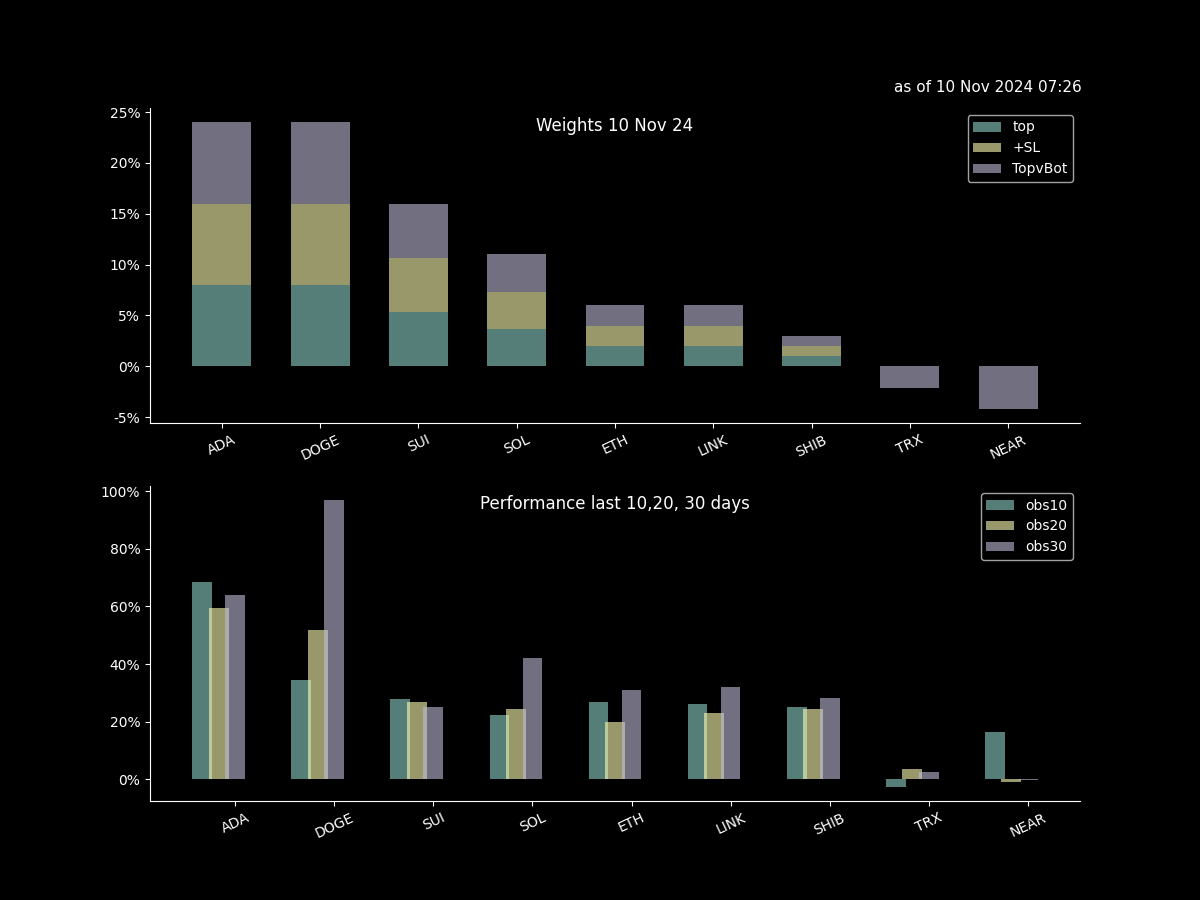 as of 10 Nov 2024 07:26
Weights 10 Nov 24
top
+SL
TopvBot
25%
20%
15%
10%
5%
0%
-5%
ADA DOGE SUI SOL ETH LINK SHIB TRX NEAR
Performance last 10,20, 30 days
obs10
obs20
obs30
100%
80%
60%
40%
20%
0%
ADA DOGE SUI SOL ETH LINK SHIB TRX NEAR